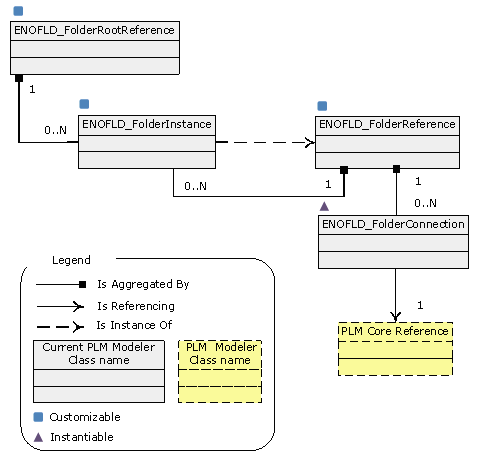 ENOFLD_FolderRootReference
1
0..N
ENOFLD_FolderInstance
ENOFLD_FolderReference
0..N
1
1
0..N
ENOFLD_FolderConnection
1
PLM Core Reference
Legend
Is Aggregated By
Is Referencing
Is Instance Of
Current PLM Modeler
Class name
PLM Modeler
Class name
Customizable
Instantiable